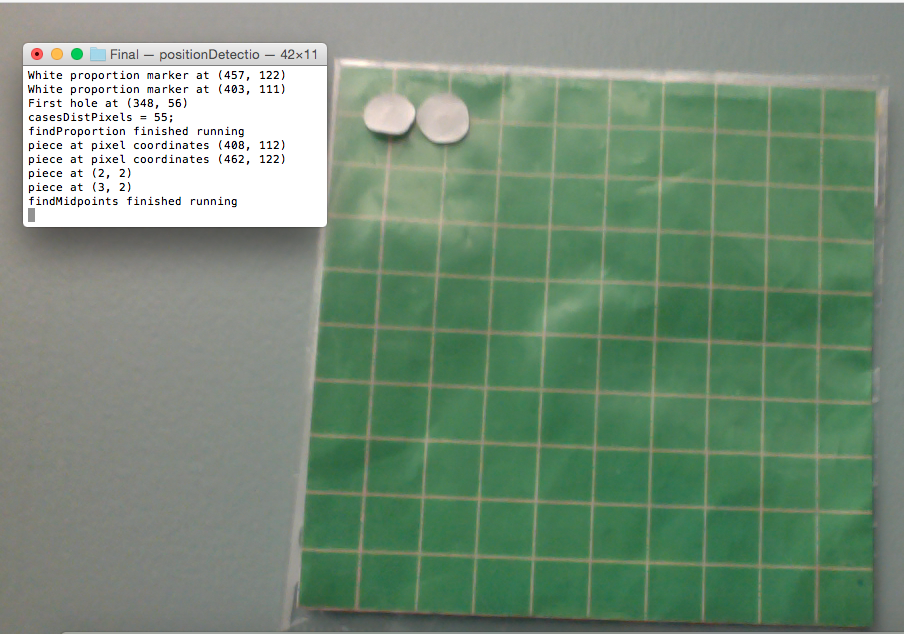 Final — positionDetectio — 42×11
White proportion marker at (457, 122)
White proportion marker at (403, 111)
First hole at (348, 56)
casesDistPixels = 55;
findProportion finished running
piece at pixel coordinates (408, 112)
piece at pixel coordinates (462, 122)
piece at (2, 2)
piece at (3, 2)
findMidpoints finished running